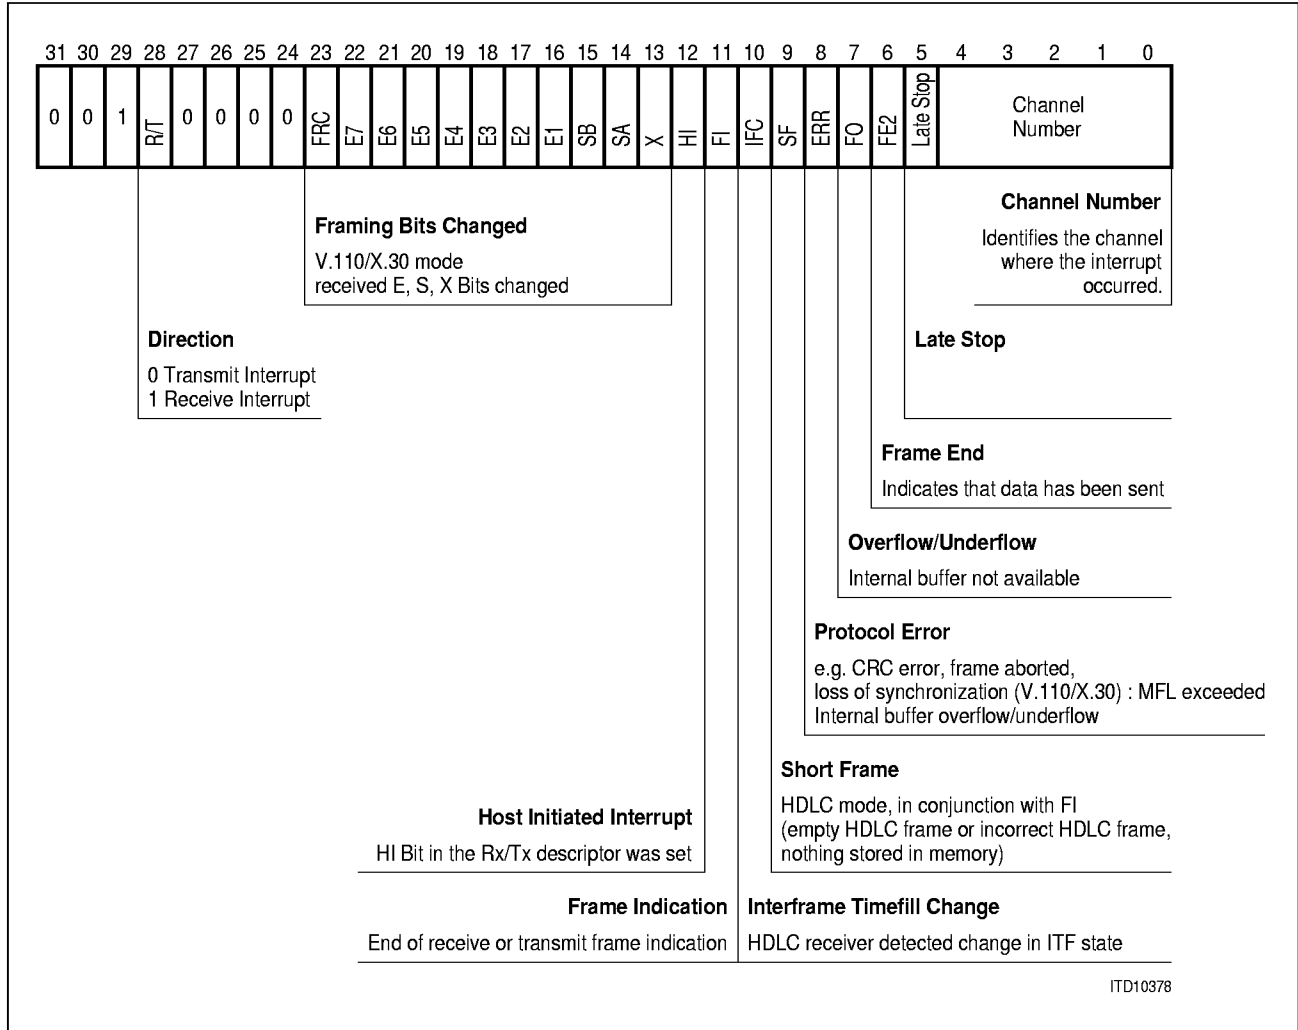 31 30 29 28 27 26 25 24 23 22 21 20 19 18 17 16 15 14 13 12 11 10 9 8 7 6 5 4 3 2 1 0
0 0 1 R/T 0 0 0 0 FRC E7 E6 E5 E4 E3 E2 E1 SB SA X HI FI IFC SF ERR FO FE2 Late Stop Channel
Number
Channel Number
Identifies the channel
where the interrupt
occurred.
Framing Bits Changed
V.110/X.30 mode
received E, S, X Bits changed
Direction
0 Transmit Interrupt
1 Receive Interrupt
Late Stop
Frame End
Indicates that data has been sent
Overflow/Underflow
Internal buffer not available
Protocol Error
e.g. CRC error, frame aborted,
loss of synchronization (V.110/X.30) : MFL exceeded
Internal buffer overflow/underflow
Short Frame
HDLC mode, in conjunction with FI
(empty HDLC frame or incorrect HDLC frame,
nothing stored in memory)
Host Initiated Interrupt
HI Bit in the Rx/Tx descriptor was set
Frame Indication
End of receive or transmit frame indication
Interframe Timefill Change
HDLC receiver detected change in ITF state
ITD10378